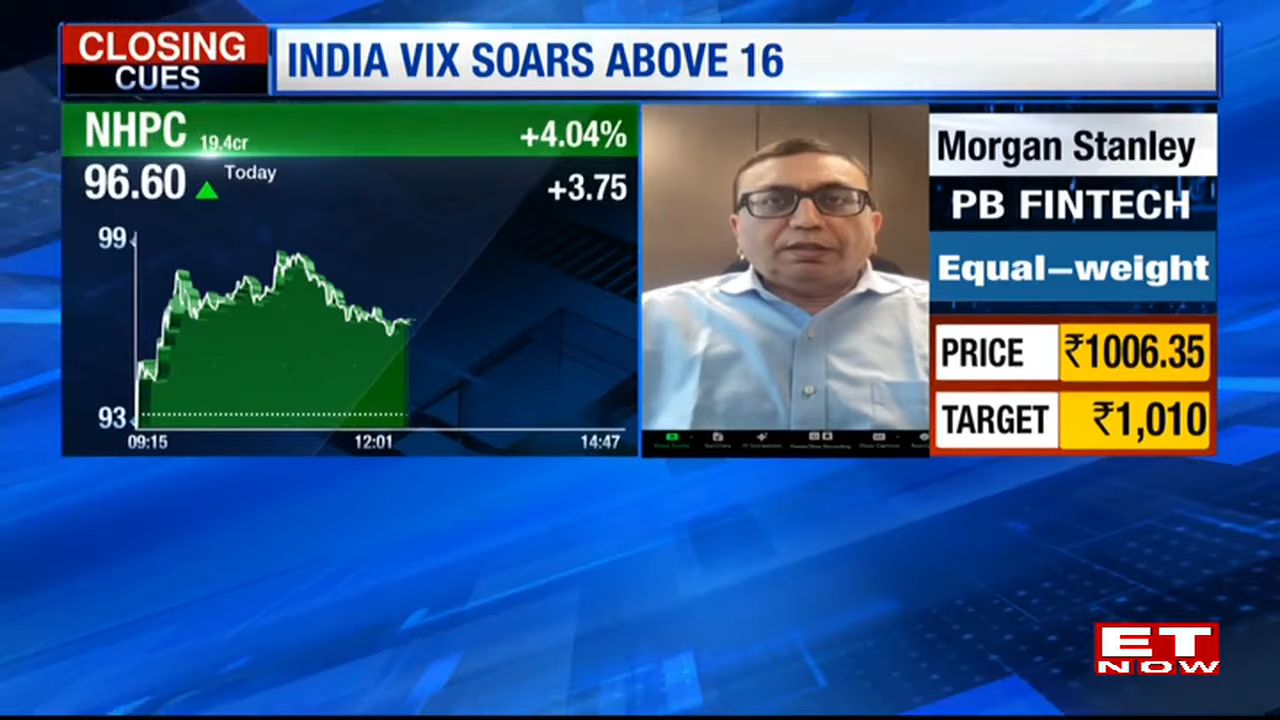 CLOSING
CUES
INDIA VIX SOARS ABOVE 16
NHPC 19.4cr +4.04%
96.60 Today +3.75
99
93
09:15 12:01 14:47
Morgan Stanley
PB FINTECH
Equal-weight
PRICE ₹1006.35
TARGET ₹1,010
ET
NOW